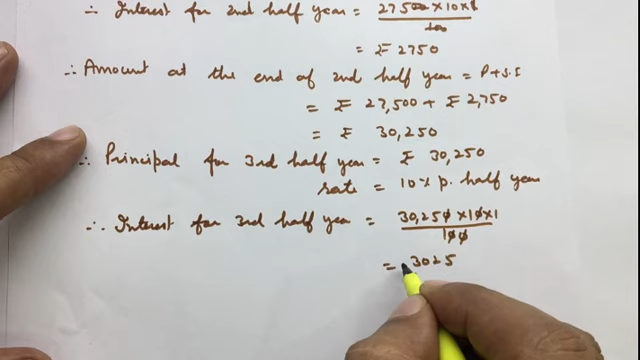 ∴ Interest for 2nd half year = 27500 × 10 × 1
100
= ₹ 2750
∴ Amount at the end of 2nd half year = P+S.I
= ₹ 27,500 + ₹ 2,750
= ₹ 30,250
∴ Principal for 3rd half year = ₹ 30,250
rate = 10% p. half year
∴ Interest for 3rd half year = 30,250 × 10 × 1
100
= 3025